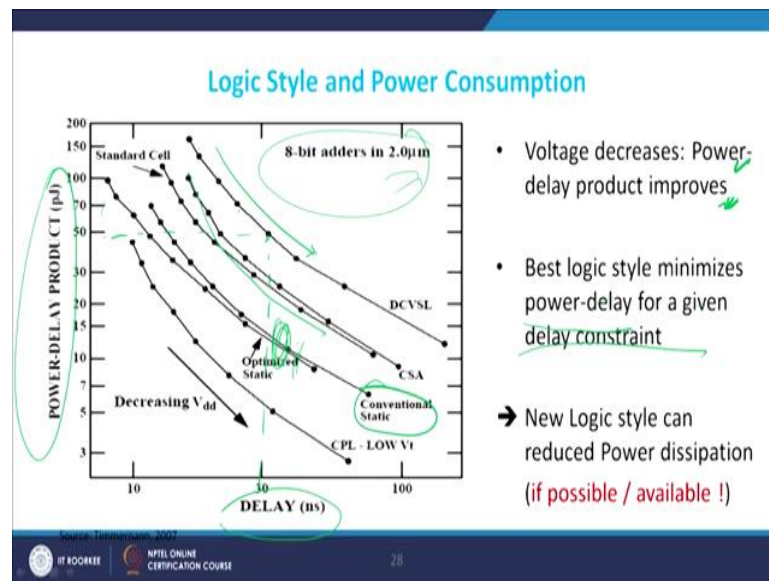 Logic Style and Power Consumption
200
150
100
70
50
30
20
15
10
7
5
3
POWER-DELAY PRODUCT (pJ)
Standard Cell
8-bit adders in 2.0μm
DCVSL
Optimized
Static
CSA
Decreasing Vdd
Conventional
Static
CPL - LOW Vt
10
30
100
DELAY (ns)
• Voltage decreases: Power-
delay product improves
• Best logic style minimizes
power-delay for a given
delay constraint
➔ New Logic style can
reduced Power dissipation
(if possible / available !)
Source: Timmermann, 2007
IIT ROORKEE
NPTEL ONLINE
CERTIFICATION COURSE
28